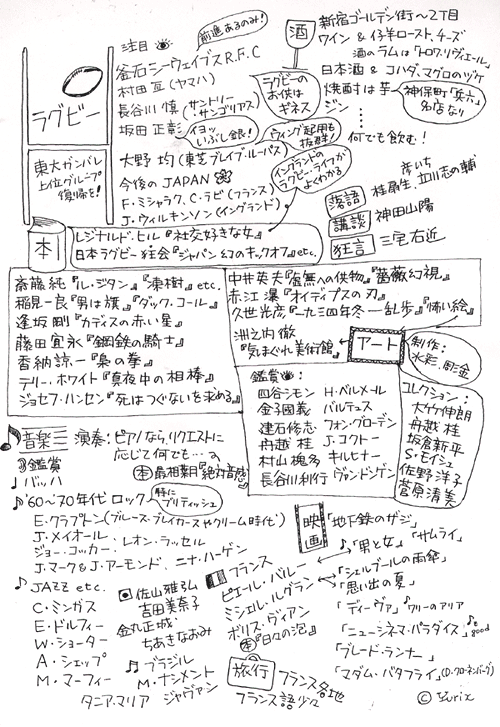 ラグビー
東大ガンバレ
上位グループ
復帰を!
注目
前進あるのみ!
釜石シーウェイブスR.F.C
村田 亙(ヤマハ)
長谷川 慎(サントリー・サンゴリアス)
坂田 正彰
イヨッ いぶし銀!
大野 均(東芝ブレイブ・ルーパス)
ウィング起用も抜群!
今後のJAPAN
F・ミシャラク、C・ラビ(フランス)
J・ウィルキンソン(イングランド)
ラグビーの
お供は
ギネス
イングランドの
ラグビー・ライフが
よくわかる
酒
新宿ゴールデン街〜2丁目
ワイン & 仔羊ロースト、チーズ
酒のラムは「トロワ・リヴィエール」
日本酒 & コハダ、マグロのヅケ
焼酎は芋
神保町「兵六」
名店なり
ジン
何でも飲む!
落語
桂扇生、立川志の輔
講談
神田山陽
狂言
三宅右近
本
レジナルド・ヒル『社交好きな女』
日本ラグビー狂会『ジャパン幻のキックオフ』etc.
斎藤 純『ル・ジタン』『凍樹』etc.
稲見一良『男は旗』『ダック・コール』
逢坂 剛『カディスの赤い星』
藤田宜永『鋼鉄の騎士』
香納諒一『梟の拳』
テリー・ホワイト『真夜中の相棒』
ジョセフ・ハンセン『死はつぐないを求める』
中井英夫『虚無への供物』『薔薇幻視』
赤江 瀑『オイディプスの刃』
久世光彦『一九三四年冬―乱歩』『怖い絵』
洲之内 徹
『気まぐれ美術館』
アート
制作:
水彩、彫金
鑑賞:
四谷シモン H・ベルメール
金子國義 バルテュス
建石修志 フォン・グローデン
舟越 桂 J・コクトー
村山槐多 キルヒナー
長谷川利行 ヴァンドンゲン
コレクション:
大竹伸朗
舟越 桂
坂倉新平
S・モイシュ
佐野洋子
菅原清美
音楽
演奏:ピアノなら、リクエストに
応じて何でも…
本 最相葉月『絶対音感』
鑑賞
バッハ
'60〜'70年代ロック
特に
ブリティッシュ
E・クラプトン(ブルース・ブレイカースやクリーム時代)
J・メイオール レオン・ラッセル
ジョー・コッカー
J・マーク&J・アーモンド、ニナ・ハーゲン
JAZZ etc.
C・ミンガス
E・ドルフィー
W・ショーター
A・シェップ
M・マーフィー
タニア・マリア
佐山雅弘
吉田美奈子
金丸正城
ちあきなおみ
ブラジル
M・ナシメント
ジャヴァン
フランス
ピエール・バルー
ミシェル・ルグラン
ボリス・ヴィアン
本『日々の泡』
旅行
フランス各地
フランス語少々
映画
「地下鉄のザジ」
「男と女」「サムライ」
「シェルブールの雨傘」
「思い出の夏」
「ディーヴァ」ワリーのアリア
「ニューシネマ・パラダイス」good
「ブレード・ランナー」
「マダム・バタフライ」(D・クローネンバーグ)
© Yurix